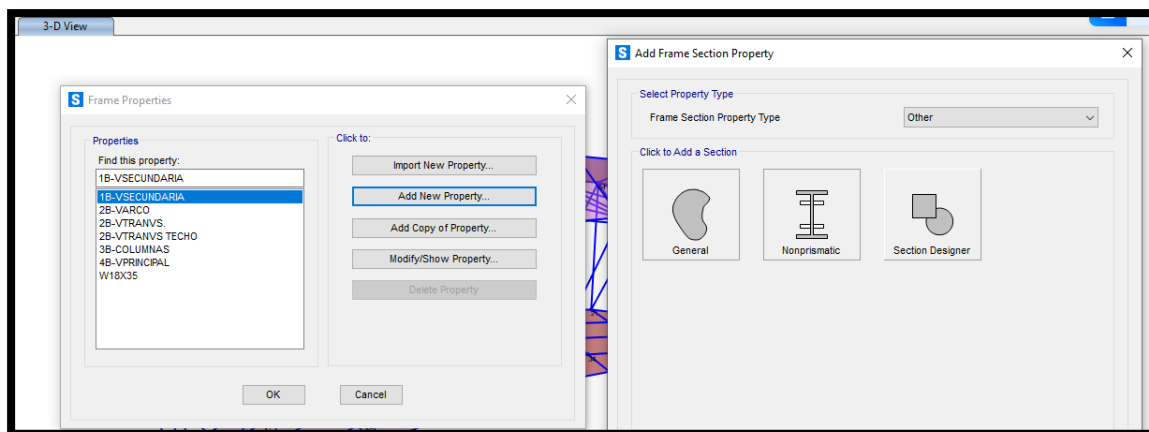 3-D View
S Frame Properties
Properties
Find this property:
1B-VSECUNDARIA
1B-VSECUNDARIA
2B-VARCO
2B-VTRANVS.
2B-VTRANVS TECHO
3B-COLUMNAS
4B-VPRINCIPAL
W18X35
Click to:
Import New Property...
Add New Property...
Add Copy of Property...
Modify/Show Property...
Delete Property
OK
Cancel
S Add Frame Section Property
Select Property Type
Frame Section Property Type
Other
Click to Add a Section
General
Nonprismatic
Section Designer